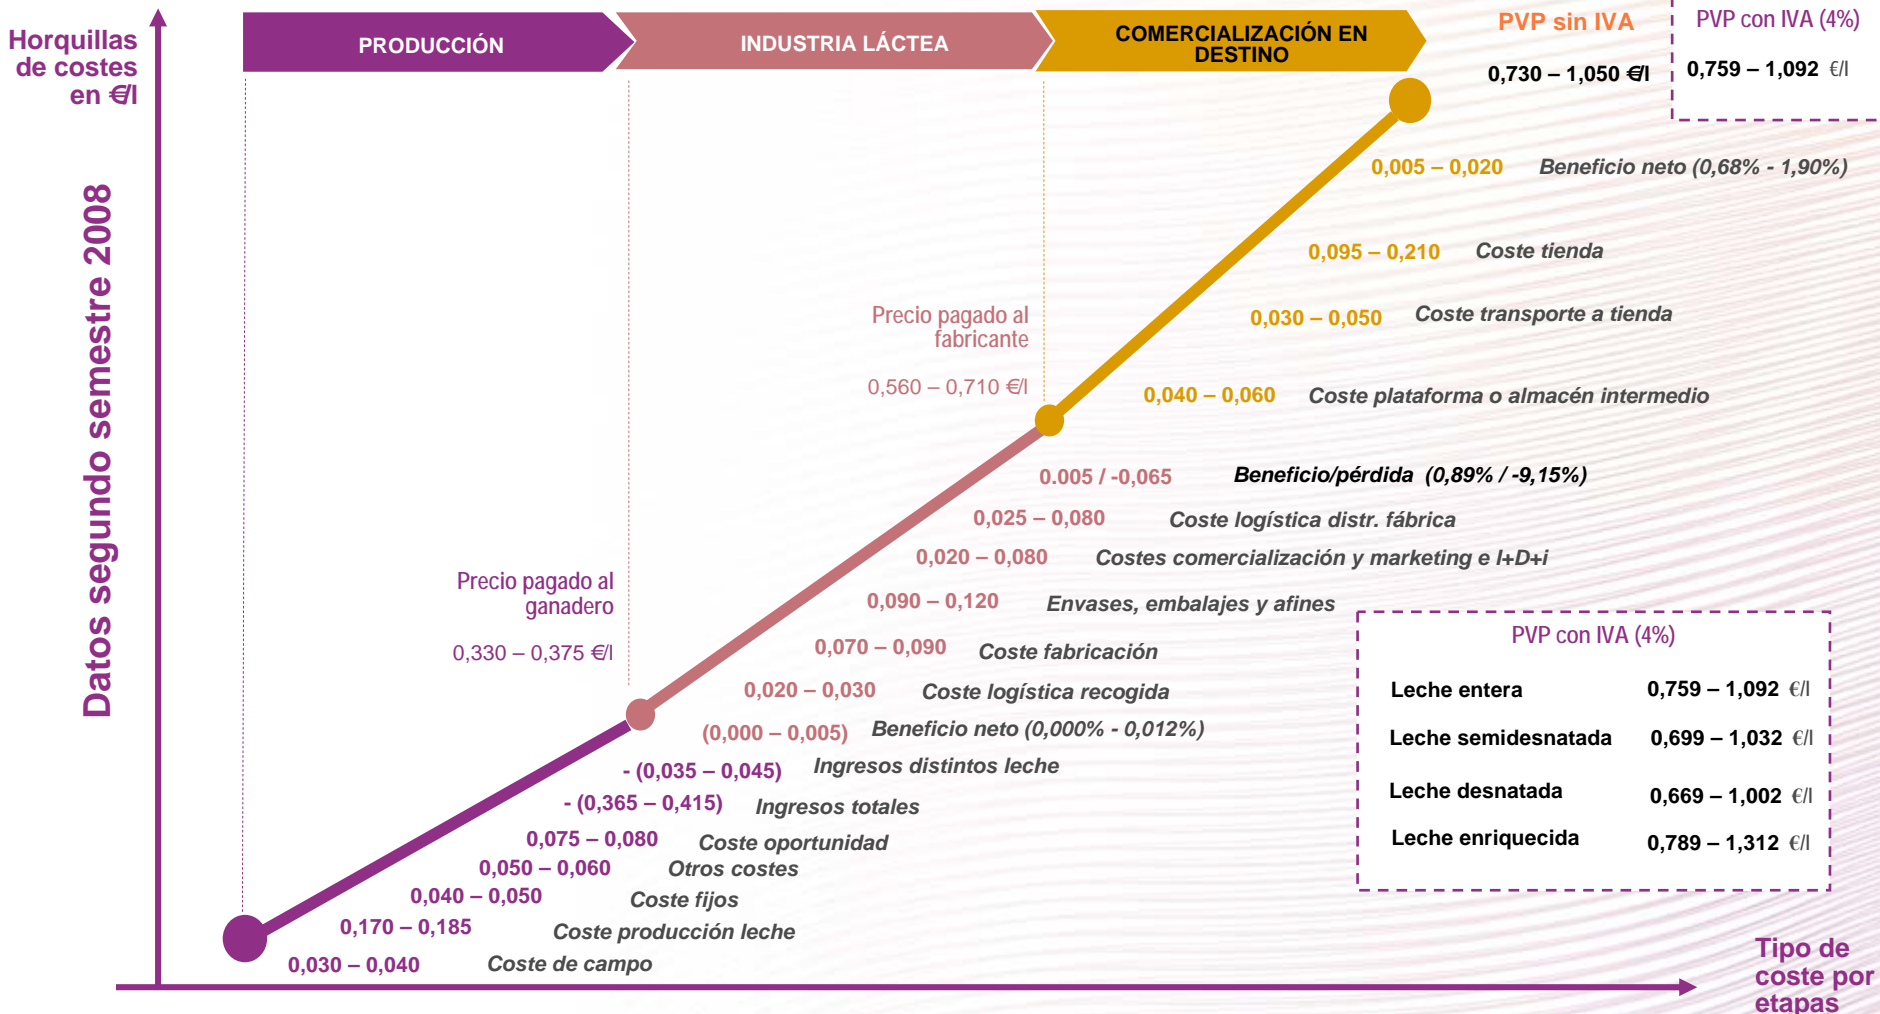 Horquillas
de costes
en €/l
Datos segundo semestre 2008
PRODUCCIÓN
INDUSTRIA LÁCTEA
COMERCIALIZACIÓN EN
DESTINO
PVP sin IVA
0,730 – 1,050 €/l
PVP con IVA (4%)
0,759 – 1,092 €/l
0,005 – 0,020 Beneficio neto (0,68% - 1,90%)
0,095 – 0,210 Coste tienda
0,030 – 0,050 Coste transporte a tienda
0,040 – 0,060 Coste plataforma o almacén intermedio
Precio pagado al
fabricante
0,560 – 0,710 €/l
0.005 / -0,065 Beneficio/pérdida (0,89% / -9,15%)
0,025 – 0,080 Coste logística distr. fábrica
0,020 – 0,080 Costes comercialización y marketing e I+D+i
0,090 – 0,120 Envases, embalajes y afines
0,070 – 0,090 Coste fabricación
0,020 – 0,030 Coste logística recogida
Precio pagado al
ganadero
0,330 – 0,375 €/l
(0,000 – 0,005) Beneficio neto (0,000% - 0,012%)
- (0,035 – 0,045) Ingresos distintos leche
- (0,365 – 0,415) Ingresos totales
0,075 – 0,080 Coste oportunidad
0,050 – 0,060 Otros costes
0,040 – 0,050 Coste fijos
0,170 – 0,185 Coste producción leche
0,030 – 0,040 Coste de campo
PVP con IVA (4%)
Leche entera 0,759 – 1,092 €/l
Leche semidesnatada 0,699 – 1,032 €/l
Leche desnatada 0,669 – 1,002 €/l
Leche enriquecida 0,789 – 1,312 €/l
Tipo de
coste por
etapas